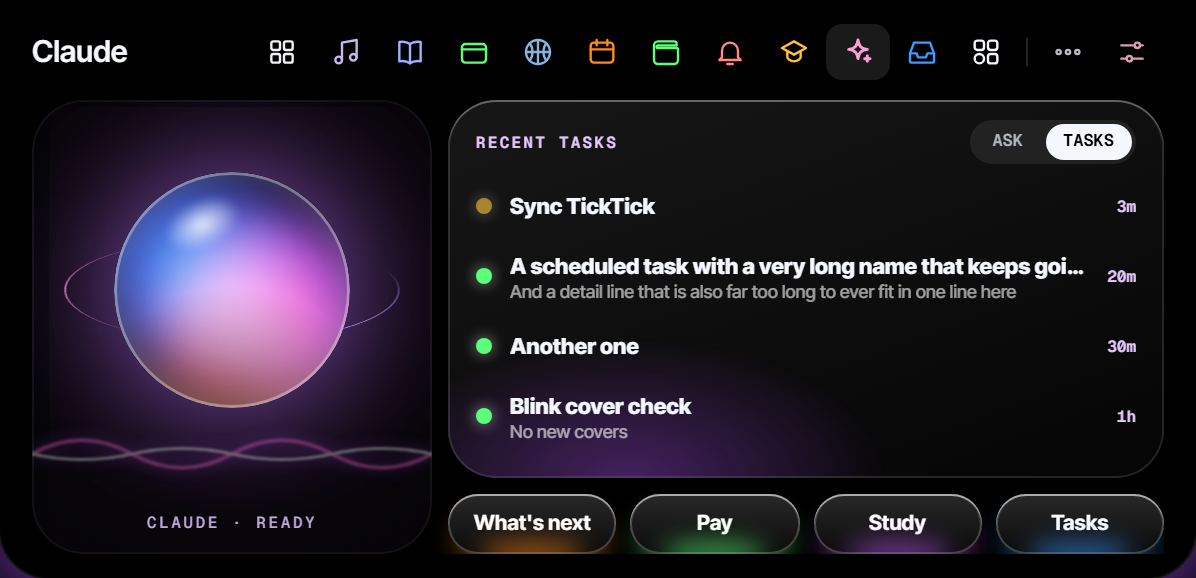 Claude
RECENT TASKS
ASK
TASKS
Sync TickTick
3m
A scheduled task with a very long name that keeps goi...
And a detail line that is also far too long to ever fit in one line here
20m
Another one
30m
Blink cover check
No new covers
1h
CLAUDE · READY
What's next
Pay
Study
Tasks